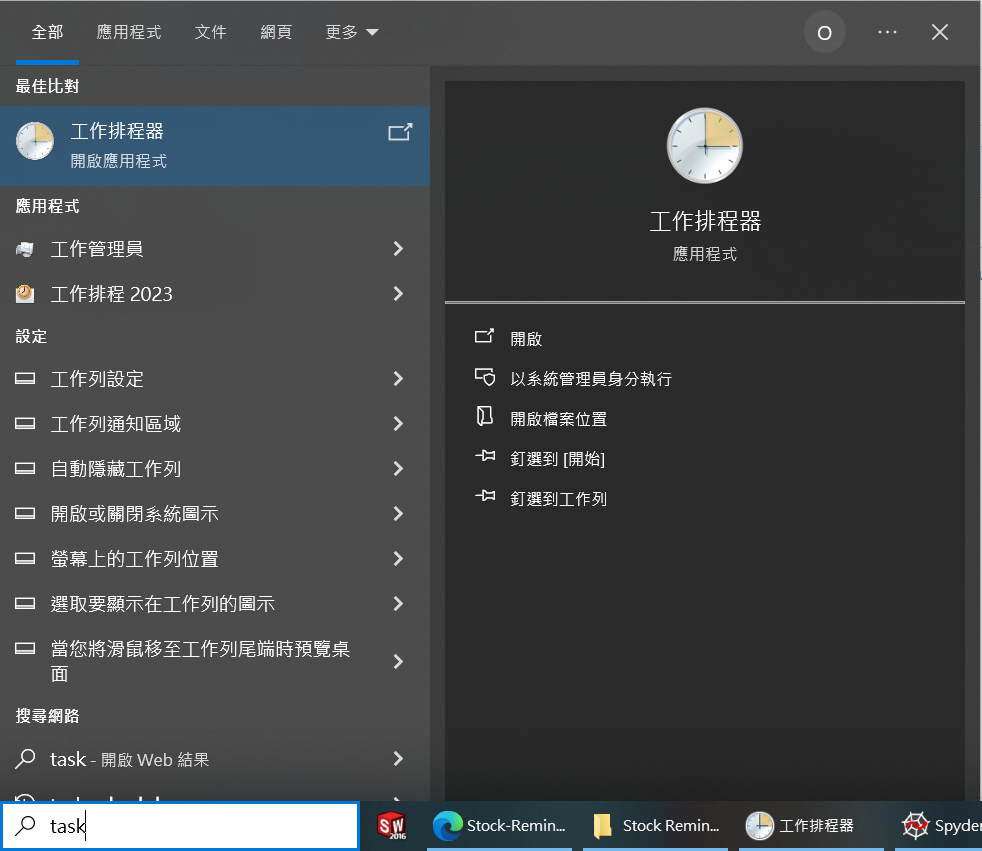 全部 應用程式 文件 網頁 更多 O
最佳比對
工作排程器
開啟應用程式
應用程式
工作管理員
工作排程 2023
設定
工作列設定
工作列通知區域
自動隱藏工作列
開啟或關閉系統圖示
螢幕上的工作列位置
選取要顯示在工作列的圖示
當您將滑鼠移至工作列尾端時預覽桌
面
搜尋網路
task - 開啟 Web 結果
工作排程器
應用程式
開啟
以系統管理員身分執行
開啟檔案位置
釘選到 [開始]
釘選到工作列
task
SW
2016
Stock-Remin...
Stock Remin...
工作排程器
Spyder